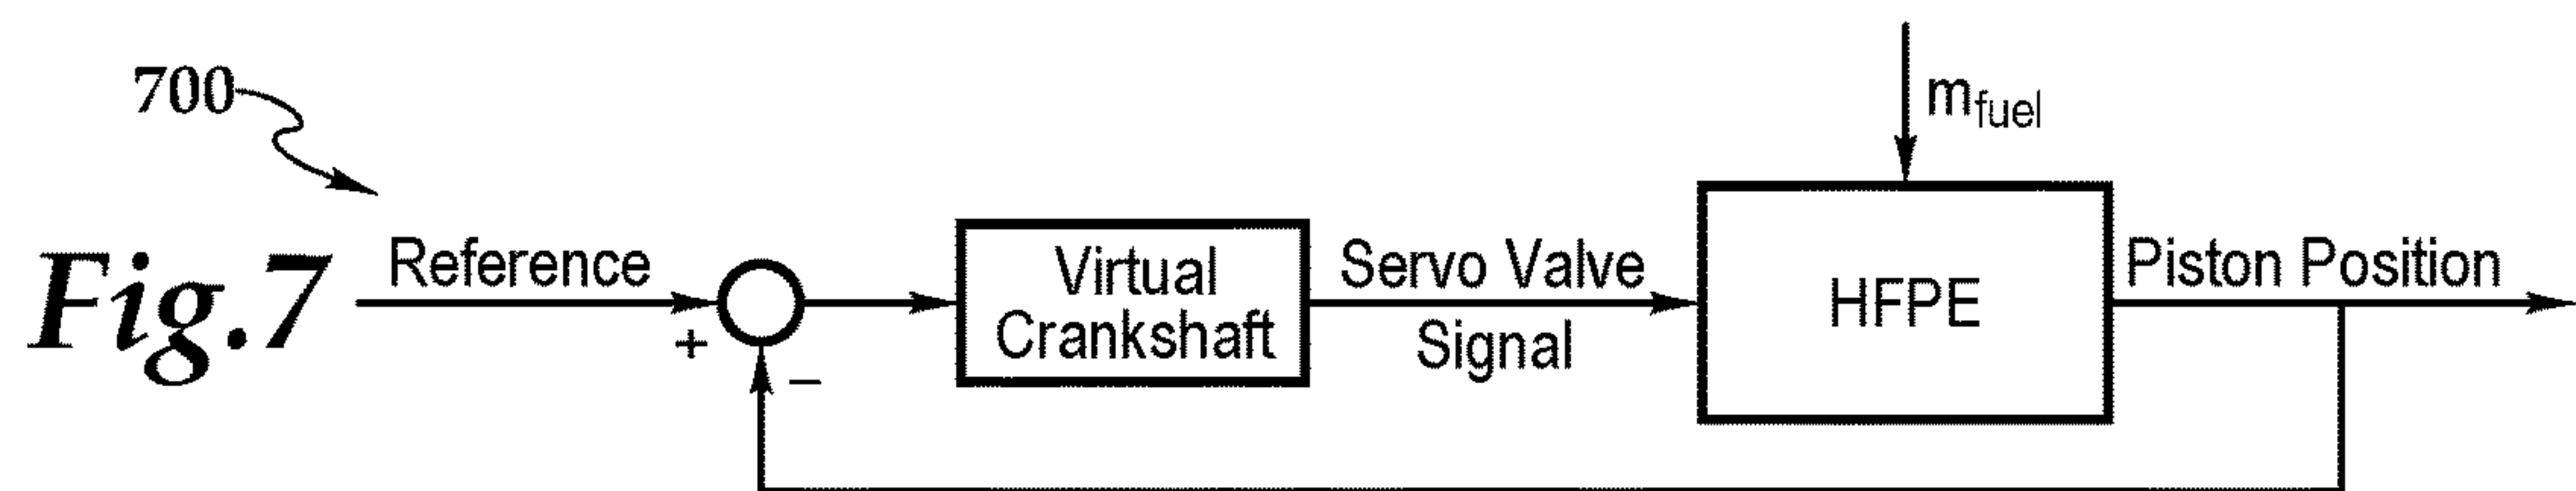 700
Fig.7
Reference
+
−
Virtual
Crankshaft
Servo Valve
Signal
m_fuel
HFPE
Piston Position